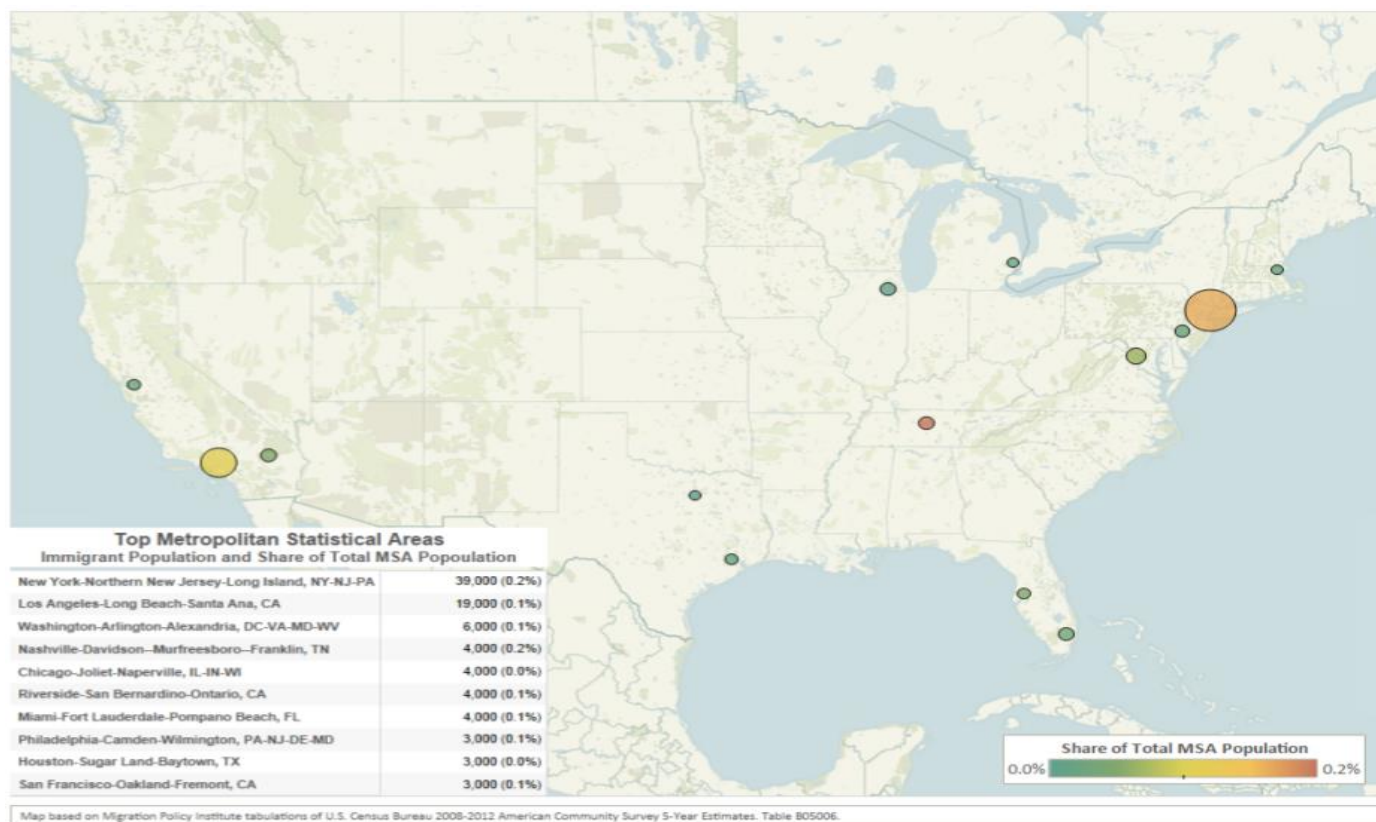 Top Metropolitan Statistical Areas
Immigrant Population and Share of Total MSA Popoulation
New York-Northern New Jersey-Long Island, NY-NJ-PA 39,000 (0.2%)
Los Angeles-Long Beach-Santa Ana, CA 19,000 (0.1%)
Washington-Arlington-Alexandria, DC-VA-MD-WV 6,000 (0.1%)
Nashville-Davidson--Murfreesboro--Franklin, TN 4,000 (0.2%)
Chicago-Joliet-Naperville, IL-IN-WI 4,000 (0.0%)
Riverside-San Bernardino-Ontario, CA 4,000 (0.1%)
Miami-Fort Lauderdale-Pompano Beach, FL 4,000 (0.1%)
Philadelphia-Camden-Wilmington, PA-NJ-DE-MD 3,000 (0.1%)
Houston-Sugar Land-Baytown, TX 3,000 (0.0%)
San Francisco-Oakland-Fremont, CA 3,000 (0.1%)
Share of Total MSA Population
0.0% 0.2%
Map based on Migration Policy Institute tabulations of U.S. Census Bureau 2008-2012 American Community Survey 5-Year Estimates. Table B05006.